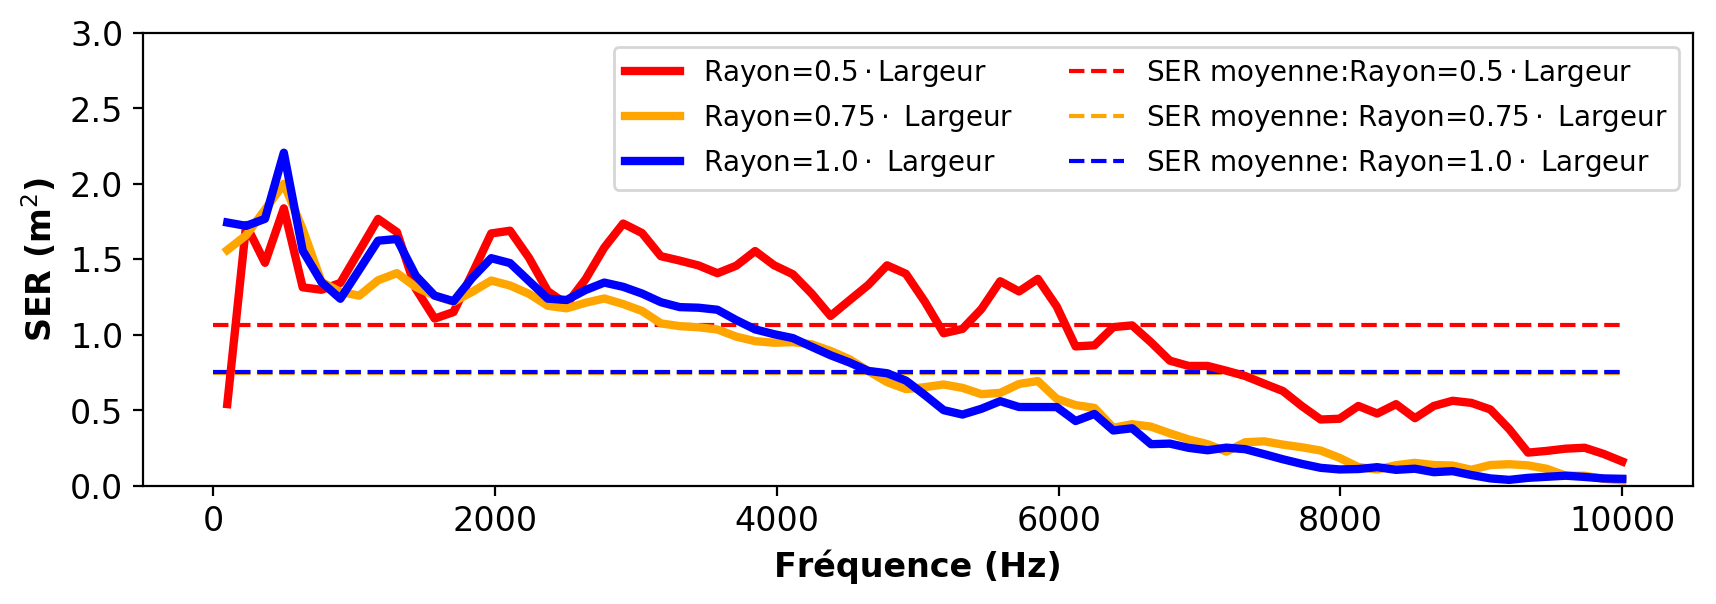 3.0
2.5
2.0
1.5
1.0
0.5
0.0
SER (m²)
Rayon=0.5·Largeur
Rayon=0.75· Largeur
Rayon=1.0· Largeur
SER moyenne:Rayon=0.5·Largeur
SER moyenne: Rayon=0.75· Largeur
SER moyenne: Rayon=1.0· Largeur
0 2000 4000 6000 8000 10000
Fréquence (Hz)